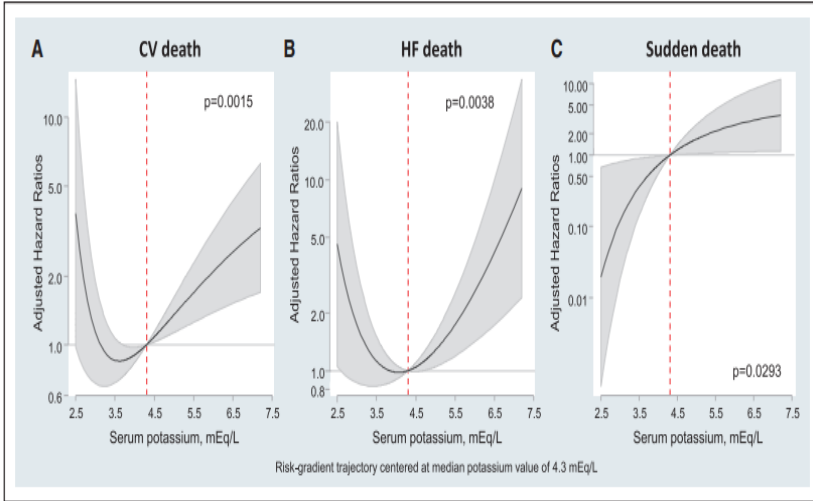 A CV death
B HF death
C Sudden death
Adjusted Hazard Ratios
10.0
5.0
2.0
1.0
0.6
p=0.0015
2.5 3.5 4.5 5.5 6.5 7.5
Serum potassium, mEq/L
Adjusted Hazard Ratios
20.0
10.0
5.0
2.0
1.0
0.8
p=0.0038
2.5 3.5 4.5 5.5 6.5 7.5
Serum potassium, mEq/L
Adjusted Hazard Ratios
10.00
5.00
2.00
1.00
0.50
0.10
0.01
p=0.0293
2.5 3.5 4.5 5.5 6.5 7.5
Serum potassium, mEq/L
Risk-gradient trajectory centered at median potassium value of 4.3 mEq/L